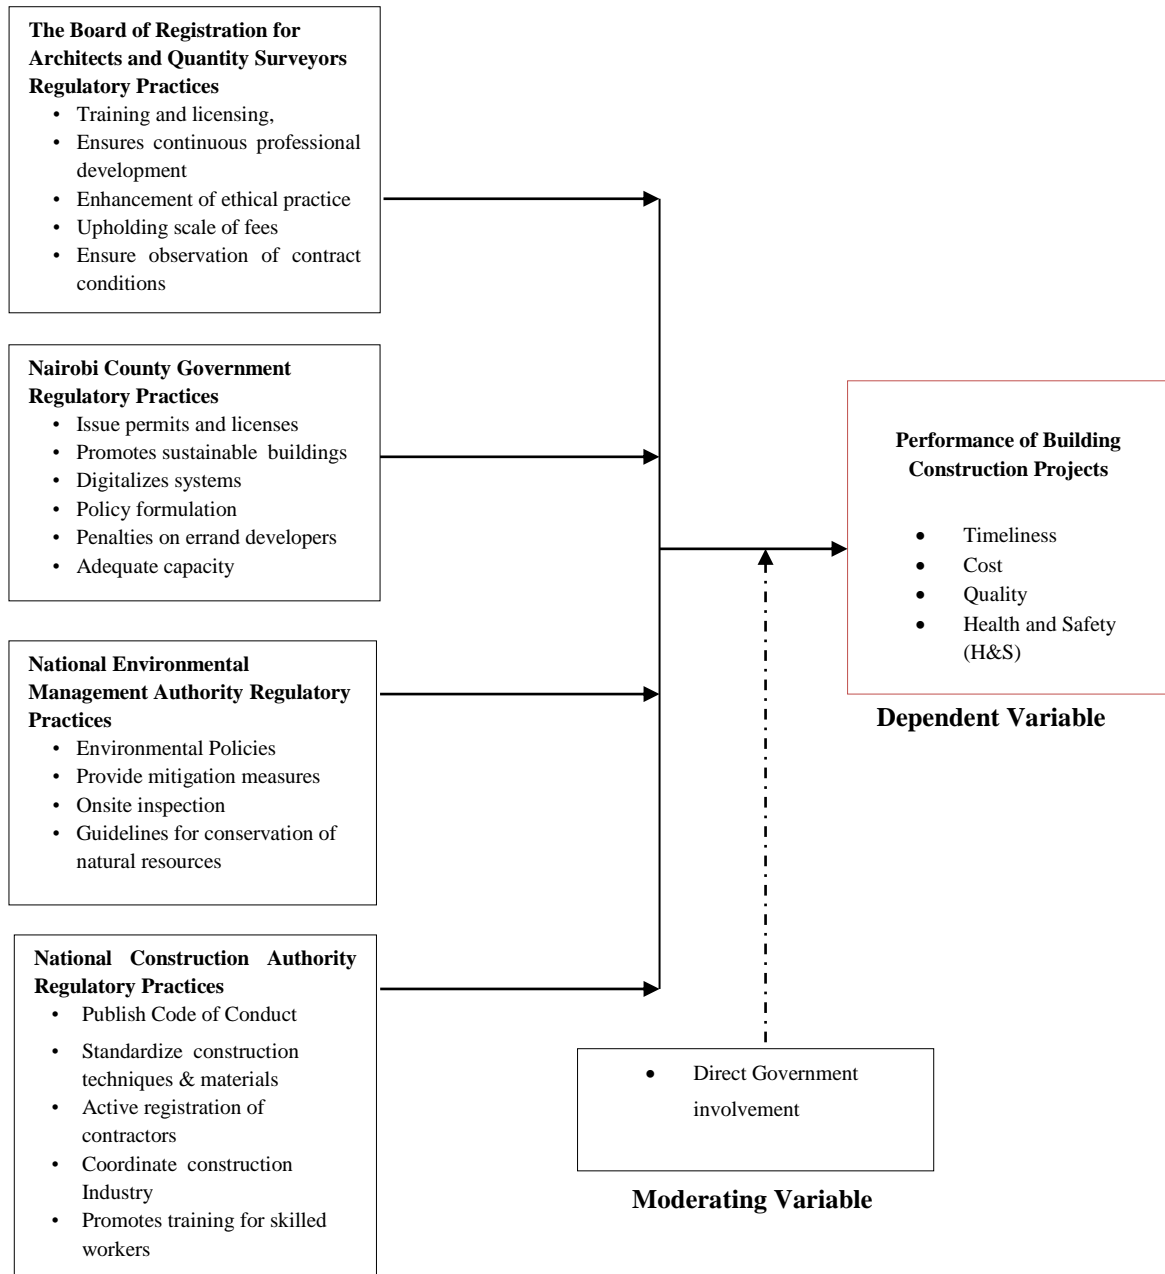 The Board of Registration for
Architects and Quantity Surveyors
Regulatory Practices
• Training and licensing,
• Ensures continuous professional
development
• Enhancement of ethical practice
• Upholding scale of fees
• Ensure observation of contract
conditions
Nairobi County Government
Regulatory Practices
• Issue permits and licenses
• Promotes sustainable buildings
• Digitalizes systems
• Policy formulation
• Penalties on errand developers
• Adequate capacity
National Environmental
Management Authority Regulatory
Practices
• Environmental Policies
• Provide mitigation measures
• Onsite inspection
• Guidelines for conservation of
natural resources
National Construction Authority
Regulatory Practices
• Publish Code of Conduct
• Standardize construction
techniques & materials
• Active registration of
contractors
• Coordinate construction
Industry
• Promotes training for skilled
workers
Performance of Building
Construction Projects
• Timeliness
• Cost
• Quality
• Health and Safety
(H&S)
Dependent Variable
• Direct Government
involvement
Moderating Variable